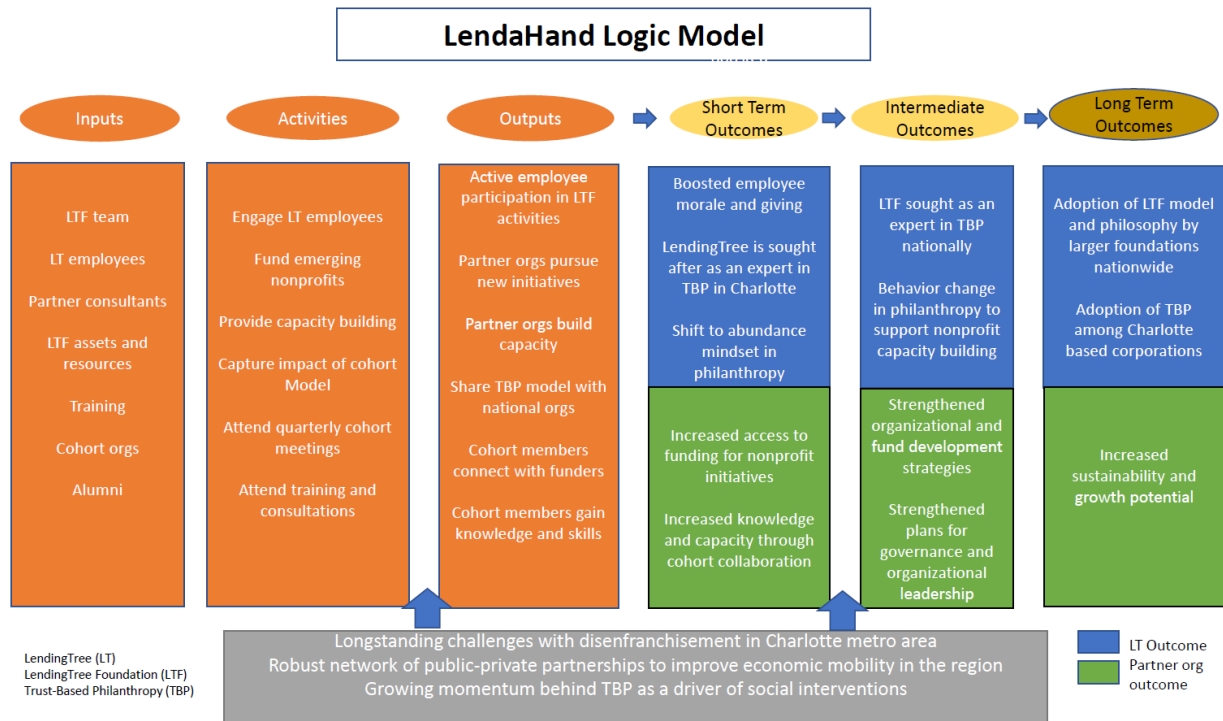 LendaHand Logic Model
Inputs
Activities
Outputs
Short Term
Outcomes
Intermediate
Outcomes
Long Term
Outcomes
LTF team
LT employees
Partner consultants
LTF assets and
resources
Training
Cohort orgs
Alumni
Engage LT employees
Fund emerging
nonprofits
Provide capacity building
Capture impact of cohort
Model
Attend quarterly cohort
meetings
Attend training and
consultations
Active employee
participation in LTF
activities
Partner orgs pursue
new initiatives
Partner orgs build
capacity
Share TBP model with
national orgs
Cohort members
connect with funders
Cohort members gain
knowledge and skills
Boosted employee
morale and giving
LendingTree is sought
after as an expert in
TBP in Charlotte
Shift to abundance
mindset in
philanthropy
Increased access to
funding for nonprofit
initiatives
Increased knowledge
and capacity through
cohort collaboration
LTF sought as an
expert in TBP
nationally
Behavior change
in philanthropy to
support nonprofit
capacity building
Strengthened
organizational and
fund development
strategies
Strengthened
plans for
governance and
organizational
leadership
Adoption of LTF model
and philosophy by
larger foundations
nationwide
Adoption of TBP
among Charlotte
based corporations
Increased
sustainability and
growth potential
Longstanding challenges with disenfranchisement in Charlotte metro area
Robust network of public-private partnerships to improve economic mobility in the region
Growing momentum behind TBP as a driver of social interventions
LendingTree (LT)
LendingTree Foundation (LTF)
Trust-Based Philanthropy (TBP)
LT Outcome
Partner org
outcome